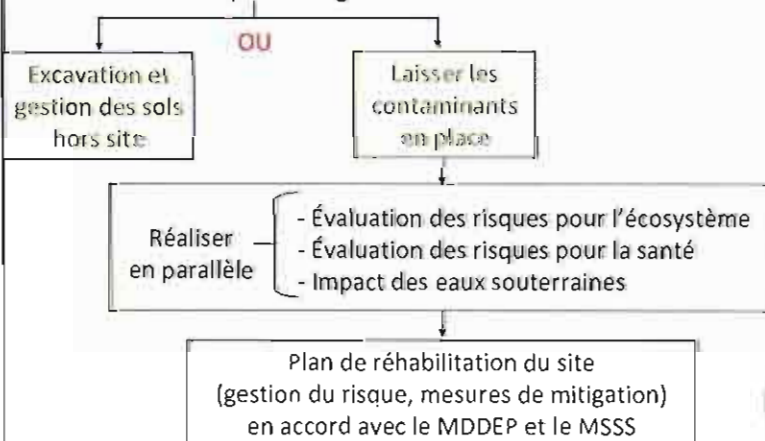 OU
Excavation et
gestion des sols
hors site
Laisser les
contaminants
en place
Réaliser
en parallèle
- Évaluation des risques pour l'écosystème
- Évaluation des risques pour la santé
- Impact des eaux souterraines
Plan de réhabilitation du site
(gestion du risque, mesures de mitigation)
en accord avec le MDDEP et le MSSS